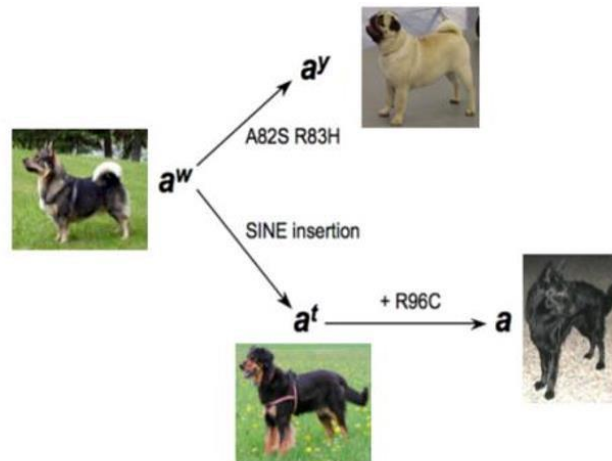 a^y
A82S R83H
a^w
SINE insertion
+ R96C
a^t
a